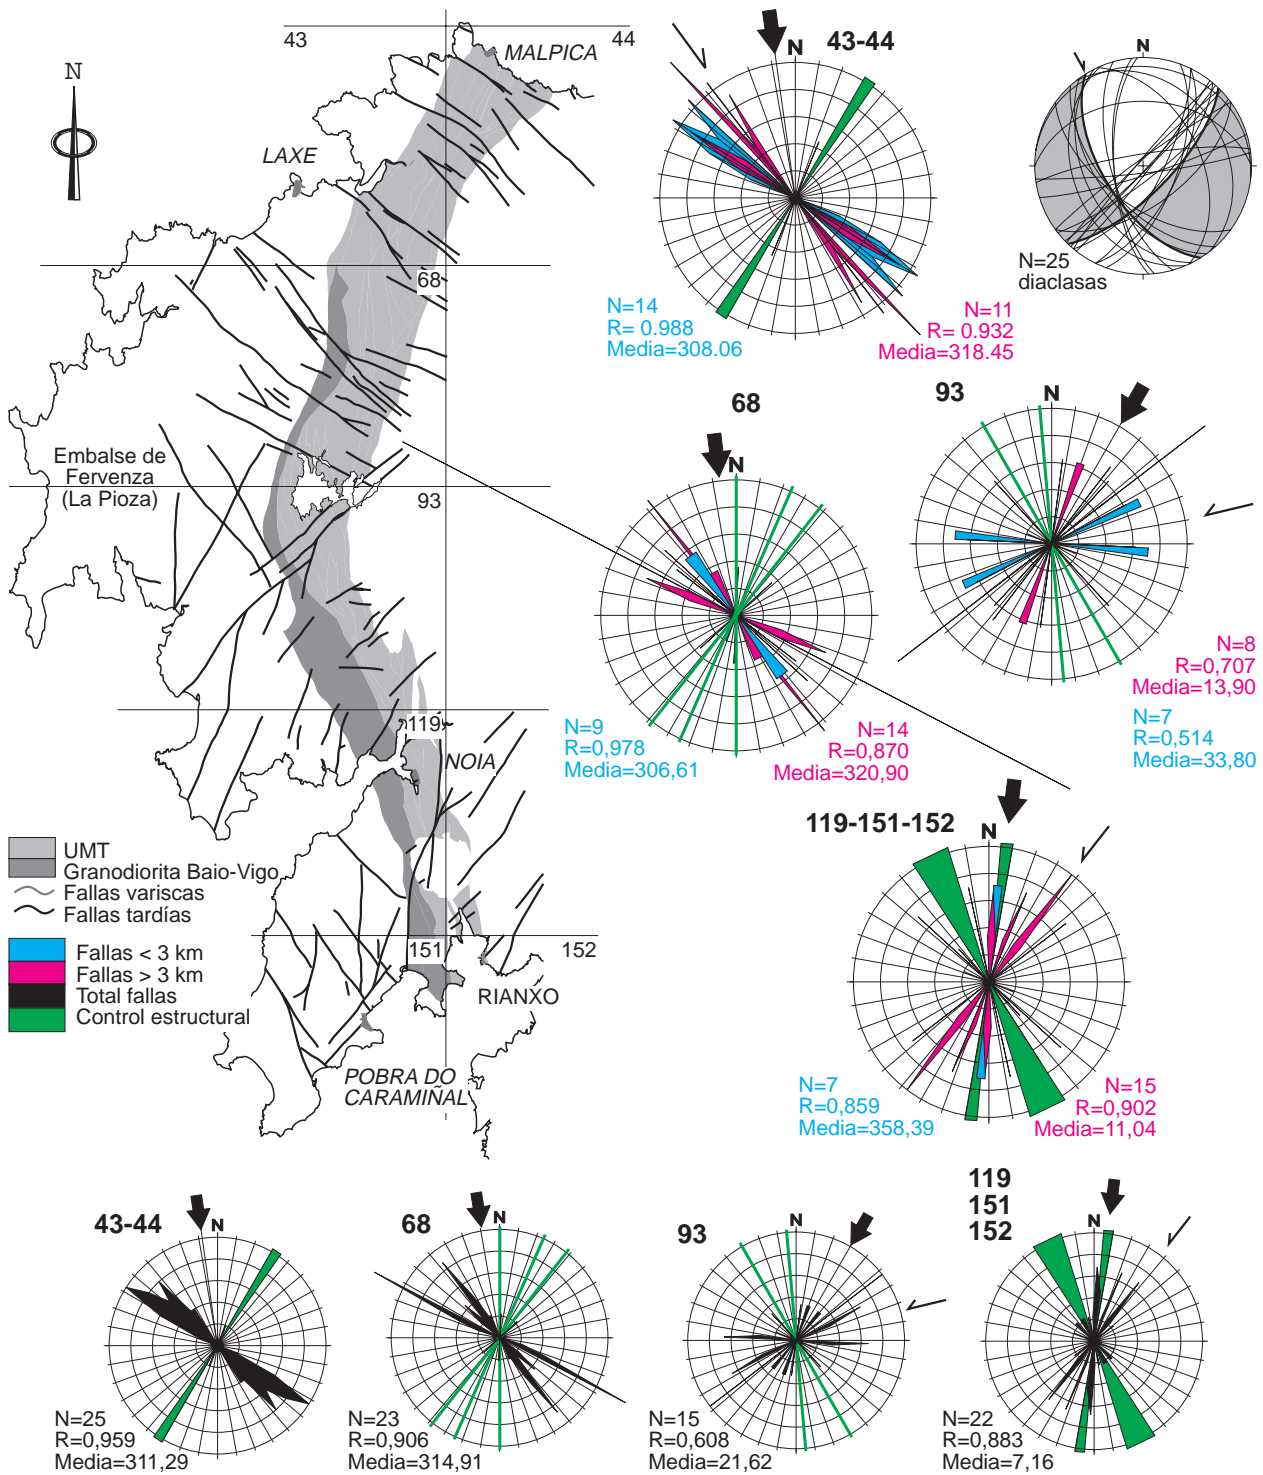 43
44
MALPICA
N
LAXE
68
Embalse de
Fervenza
(La Pioza)
93
119
NOIA
151
152
RIANXO
POBRA DO
CARAMIÑAL
UMT
Granodiorita Baio-Vigo
Fallas variscas
Fallas tardías
Fallas < 3 km
Fallas > 3 km
Total fallas
Control estructural
N
43-44
N=14
R= 0.988
Media=308.06
N=11
R= 0.932
Media=318.45
N
N=25
diaclasas
68
N
N=9
R=0,978
Media=306,61
N=14
R=0,870
Media=320,90
93
N
N=8
R=0,707
Media=13,90
N=7
R=0,514
Media=33,80
119-151-152
N
N=7
R=0,859
Media=358,39
N=15
R=0,902
Media=11,04
43-44
N
N=25
R=0,959
Media=311,29
68
N
N=23
R=0,906
Media=314,91
93
N
N=15
R=0,608
Media=21,62
119
151
152
N
N=22
R=0,883
Media=7,16